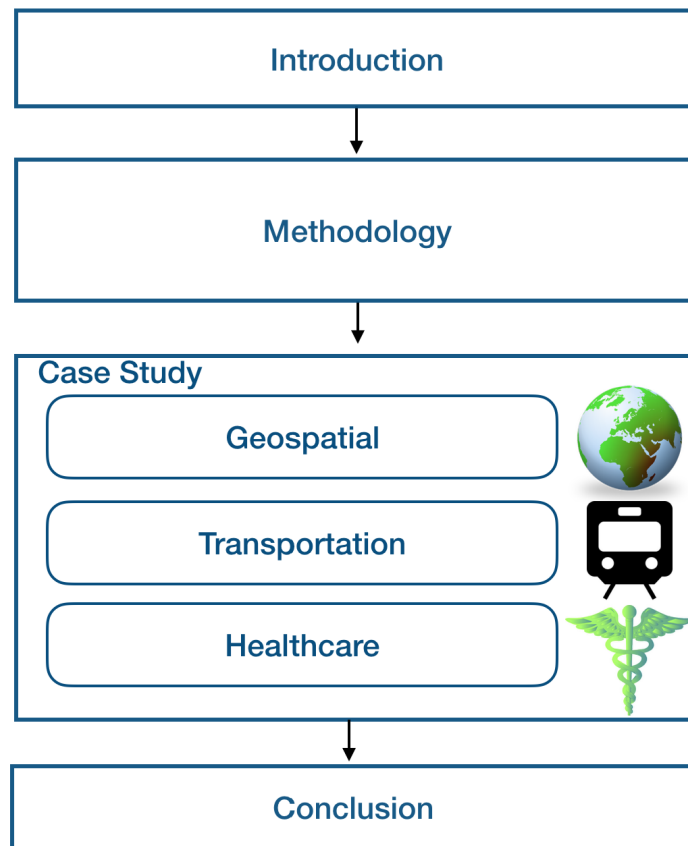 Introduction
Methodology
Case Study
Geospatial
Transportation
Healthcare
Conclusion